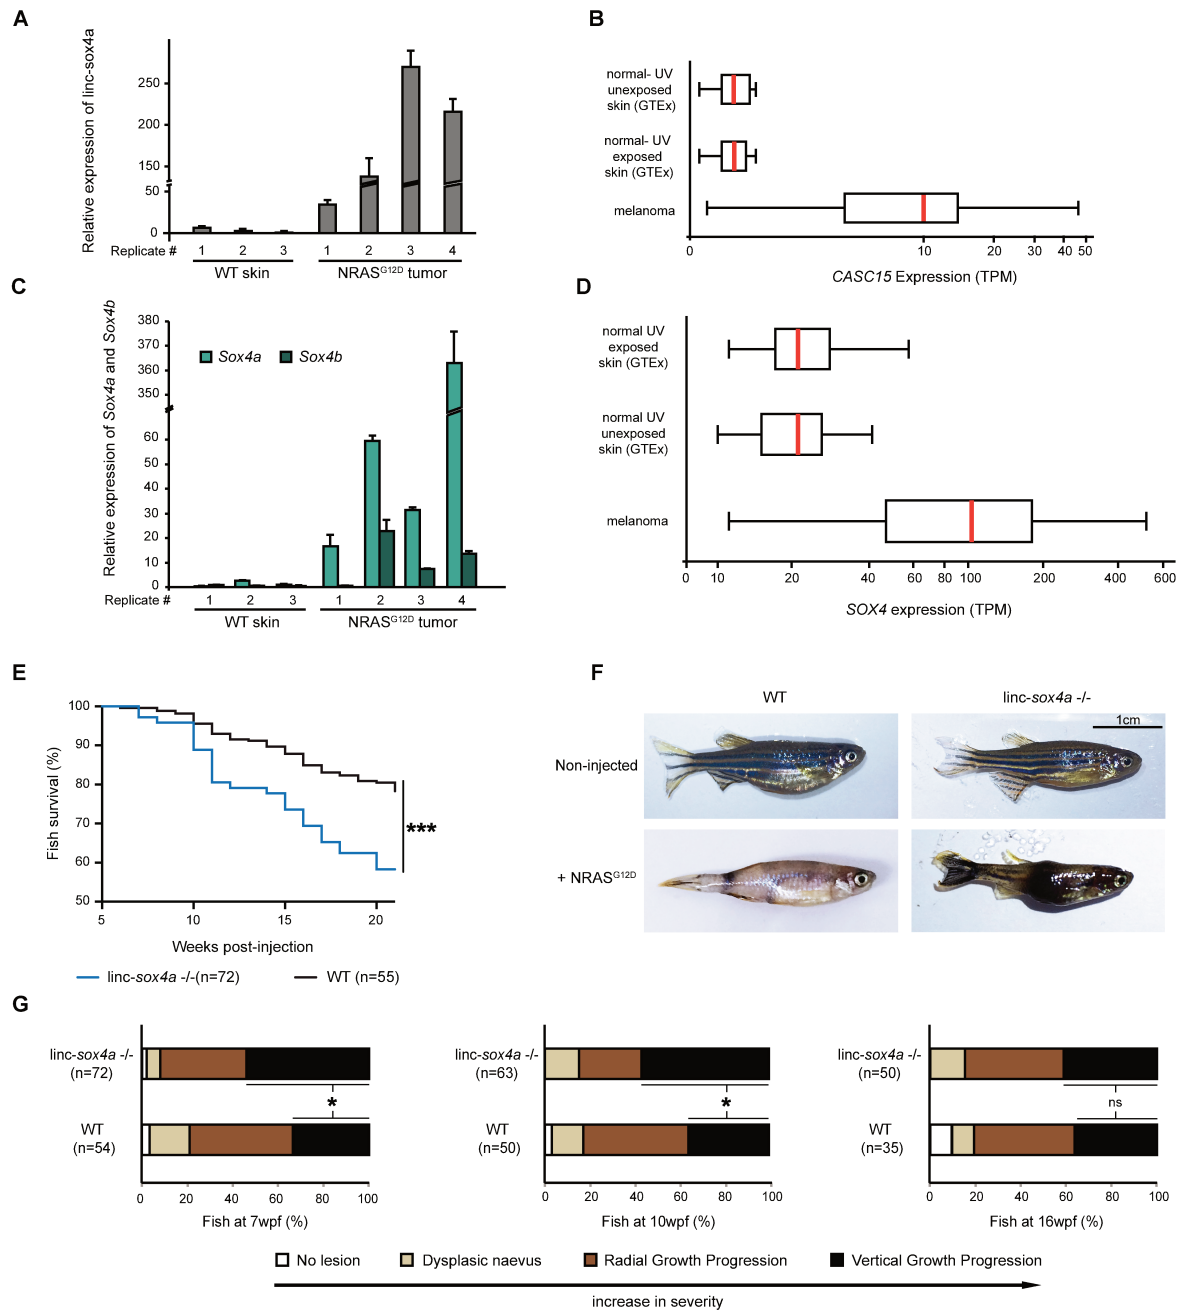 A
Relative expression of linc-sox4a
250
200
150
50
0
Replicate #
1 2 3 1 2 3 4
WT skin NRASG12D tumor
B
normal- UV
unexposed
skin (GTEx)
normal- UV
exposed
skin (GTEx)
melanoma
0 10 20 30 40 50
CASC15 Expression (TPM)
C
Relative expression of Sox4a and Sox4b
380
370
360
350
60
50
40
30
20
10
0
Sox4a Sox4b
Replicate #
1 2 3 1 2 3 4
WT skin NRASG12D tumor
D
normal UV
exposed
skin (GTEx)
normal UV
unexposed
skin (GTEx)
melanoma
0 10 20 40 60 80 100 200 400 600
SOX4 expression (TPM)
E
Fish survival (%)
100
90
80
70
60
50
***
5 10 15 20
Weeks post-injection
linc-sox4a -/-(n=72) WT (n=55)
F
WT linc-sox4a -/-
1cm
Non-injected
+ NRASG12D
G
linc-sox4a -/-
(n=72)
*
WT
(n=54)
0 20 40 60 80 100
Fish at 7wpf (%)
linc-sox4a -/-
(n=63)
*
WT
(n=50)
0 20 40 60 80 100
Fish at 10wpf (%)
linc-sox4a -/-
(n=50)
ns
WT
(n=35)
0 20 40 60 80 100
Fish at 16wpf (%)
No lesion Dysplasic naevus Radial Growth Progression Vertical Growth Progression
increase in severity